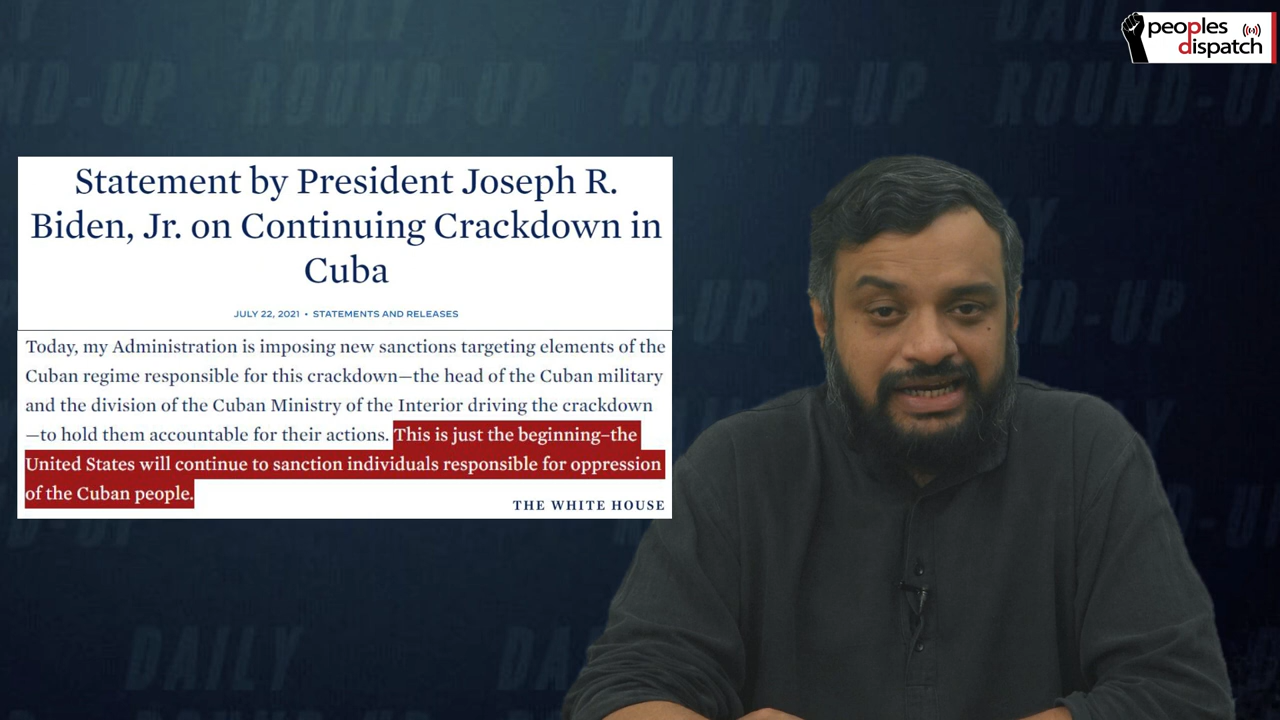 peoples
dispatch
DAILY
ROUND-UP
Statement by President Joseph R.
Biden, Jr. on Continuing Crackdown in
Cuba
JULY 22, 2021 • STATEMENTS AND RELEASES
Today, my Administration is imposing new sanctions targeting elements of the
Cuban regime responsible for this crackdown—the head of the Cuban military
and the division of the Cuban Ministry of the Interior driving the crackdown
—to hold them accountable for their actions. This is just the beginning–the
United States will continue to sanction individuals responsible for oppression
of the Cuban people.
THE WHITE HOUSE
DAILY